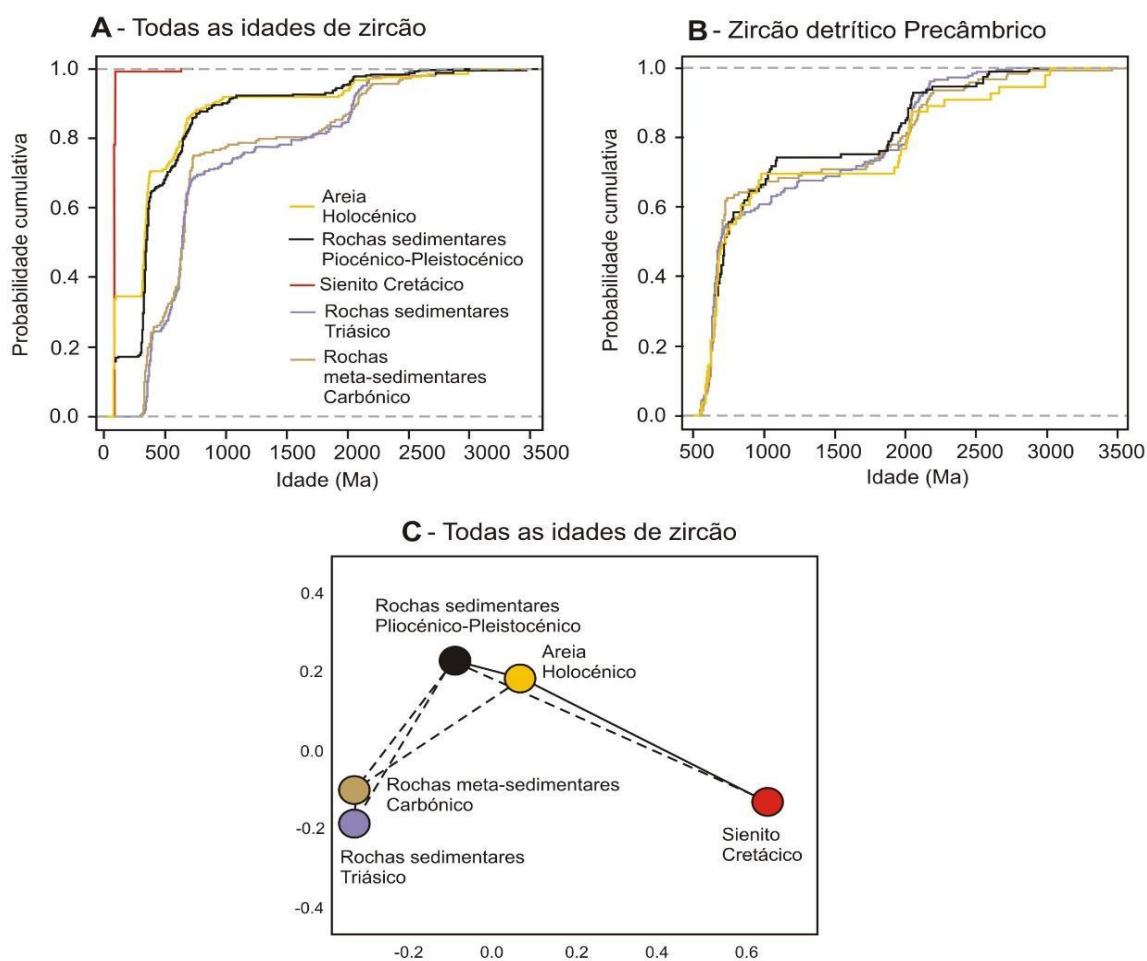 A - Todas as idades de zircão
Probabilidade cumulativa
1.0
0.8
0.6
0.4
0.2
0.0
0
500
1000
1500
2000
2500
3000
3500
Idade (Ma)
Areia
Holocénico
Rochas sedimentares
Piocénico-Pleistocénico
Sienito Cretácico
Rochas sedimentares
Triásico
Rochas
meta-sedimentares
Carbónico
B - Zircão detrítico Precâmbrico
Probabilidade cumulativa
1.0
0.8
0.6
0.4
0.2
0.0
500
1000
1500
2000
2500
3000
3500
Idade (Ma)
C - Todas as idades de zircão
0.4
0.2
0.0
-0.2
-0.4
Rochas sedimentares
Pliocénico-Pleistocénico
Areia
Holocénico
Rochas meta-sedimentares
Carbónico
Rochas sedimentares
Triásico
Sienito
Cretácico
-0.2
0.0
0.2
0.4
0.6